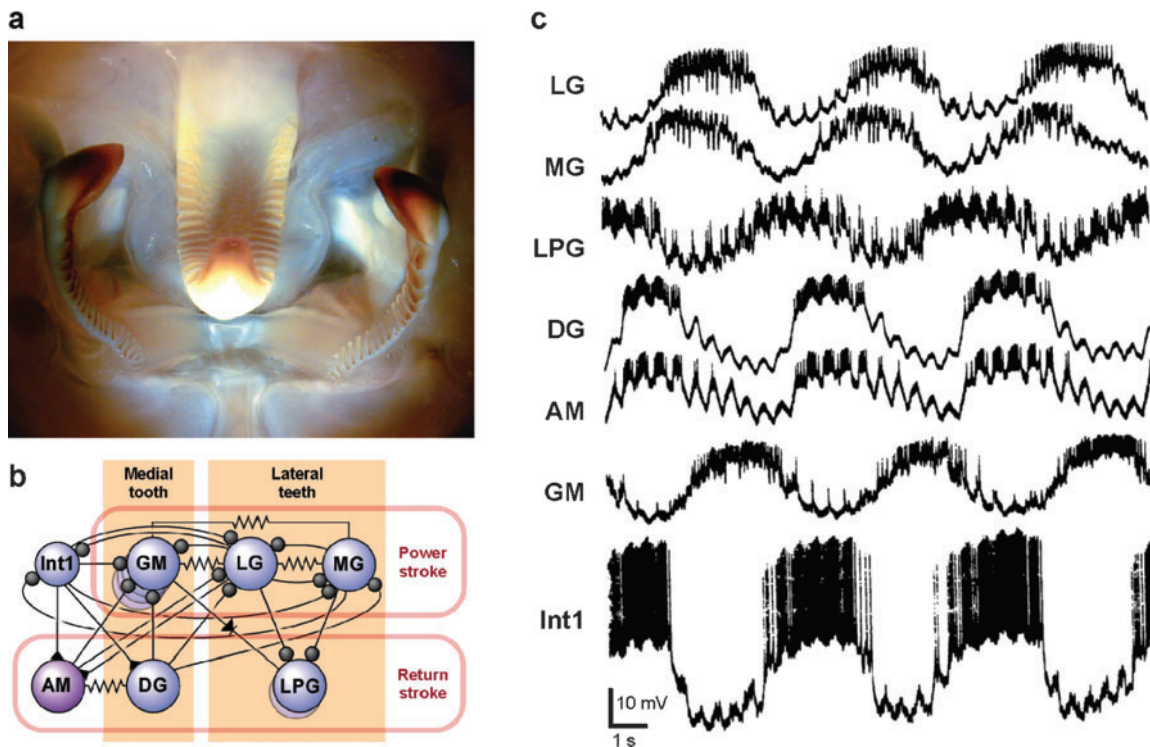 a
c
LG
MG
LPG
DG
AM
GM
Int1
10 mV
1 s
b
Medial
tooth
Lateral
teeth
Int1
GM
LG
MG
Power
stroke
AM
DG
LPG
Return
stroke